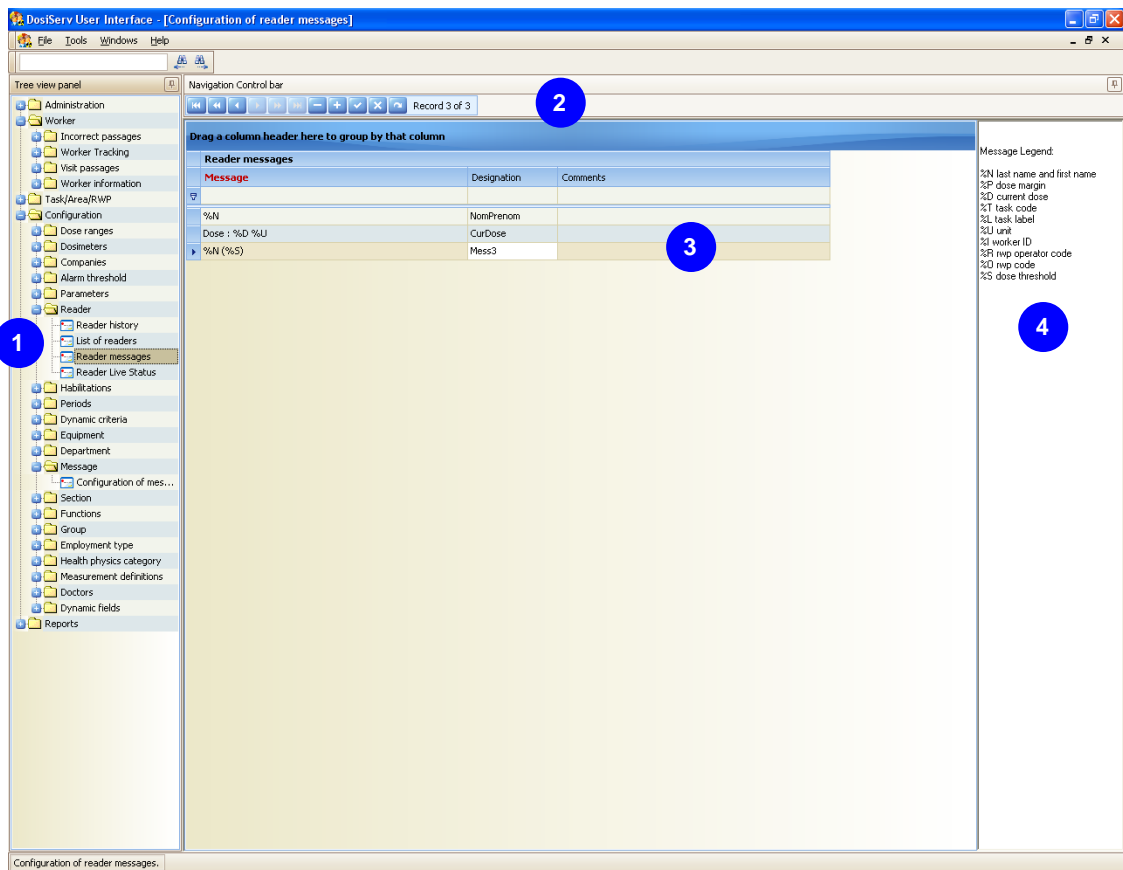 DosiServ User Interface - [Configuration of reader messages]
File Tools Windows Help
Tree view panel
Navigation Control bar
Administration
Worker
Incorrect passages
Worker Tracking
Visit passages
Worker information
Task/Area/RWP
Configuration
Dose ranges
Dosimeters
Companies
Alarm threshold
Parameters
Reader
Reader history
List of readers
Reader messages
Reader Live Status
Habilitations
Periods
Dynamic criteria
Equipment
Department
Message
Configuration of mes...
Section
Functions
Group
Employment type
Health physics category
Measurement definitions
Doctors
Dynamic fields
Reports
1
Record 3 of 3
2
Drag a column header here to group by that column
Reader messages
Message Designation Comments
%N NomPrenom
Dose : %D %U CurDose
%N (%S) Mess3
3
Message Legend:
%N last name and first name
%P dose margin
%D current dose
%T task code
%L task label
%U unit
%I worker ID
%R rwp operator code
%O rwp code
%S dose threshold
4
Configuration of reader messages.